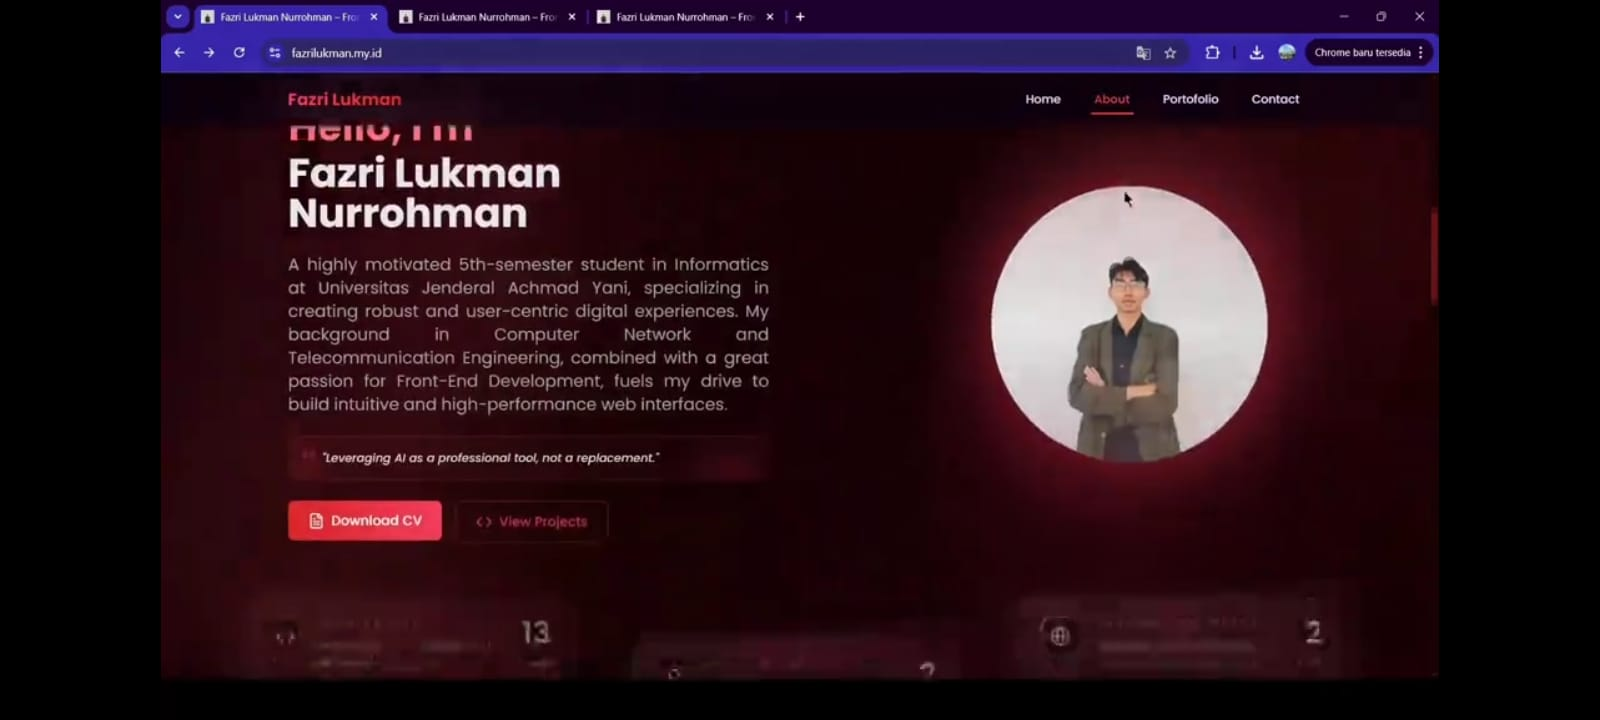 Fazri Lukman Nurrohman – Fro
Fazri Lukman Nurrohman – Fro
Fazri Lukman Nurrohman – Fro
fazrilukman.my.id
Chrome baru tersedia
Fazri Lukman
Home
About
Portofolio
Contact
Hello, I'm
Fazri Lukman
Nurrohman
A highly motivated 5th-semester student in Informatics
at Universitas Jenderal Achmad Yani, specializing in
creating robust and user-centric digital experiences. My
background in Computer Network and
Telecommunication Engineering, combined with a great
passion for Front-End Development, fuels my drive to
build intuitive and high-performance web interfaces.
"Leveraging AI as a professional tool, not a replacement."
Download CV
<> View Projects
13
2